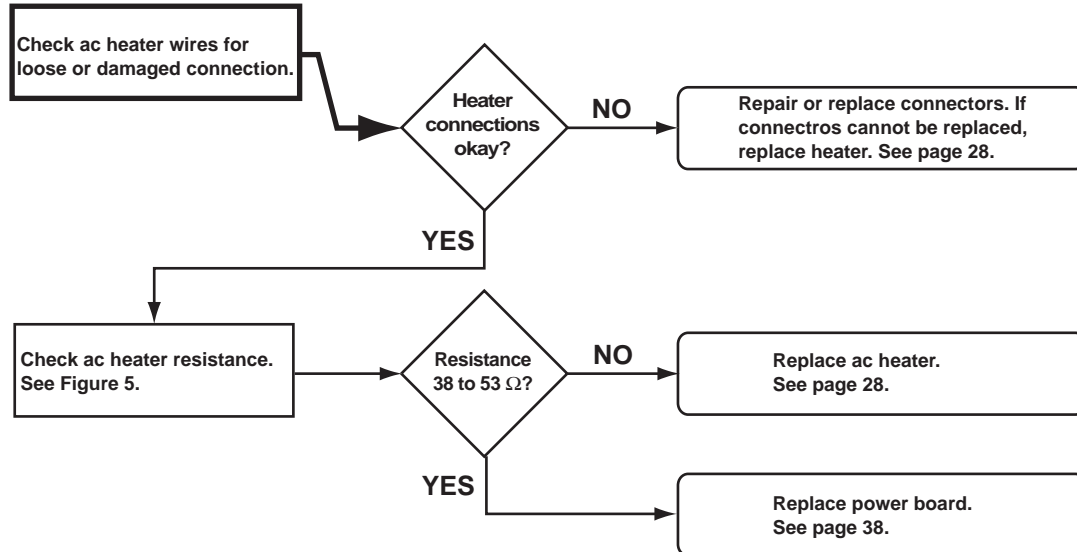 Check ac heater wires for
loose or damaged connection.
Heater
connections
okay?
NO
Repair or replace connectors. If
connectros cannot be replaced,
replace heater. See page 28.
YES
Check ac heater resistance.
See Figure 5.
Resistance
38 to 53 Ω?
NO
Replace ac heater.
See page 28.
YES
Replace power board.
See page 38.